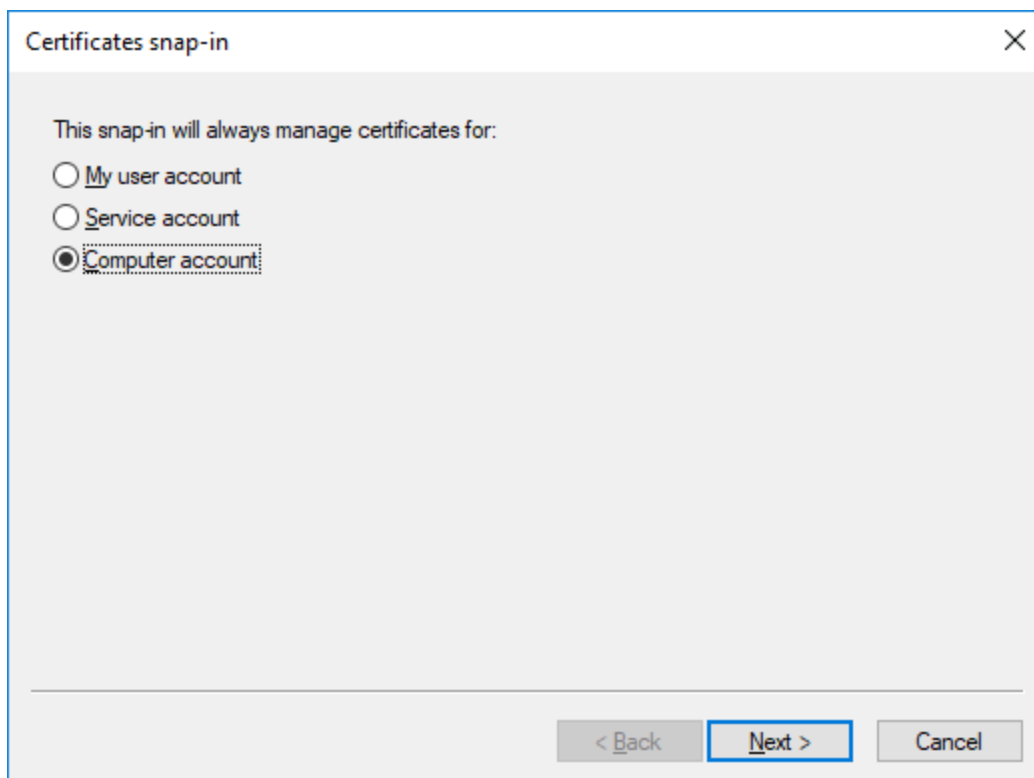 Certificates snap-in
This snap-in will always manage certificates for:
My user account
Service account
Computer account
< Back
Next >
Cancel